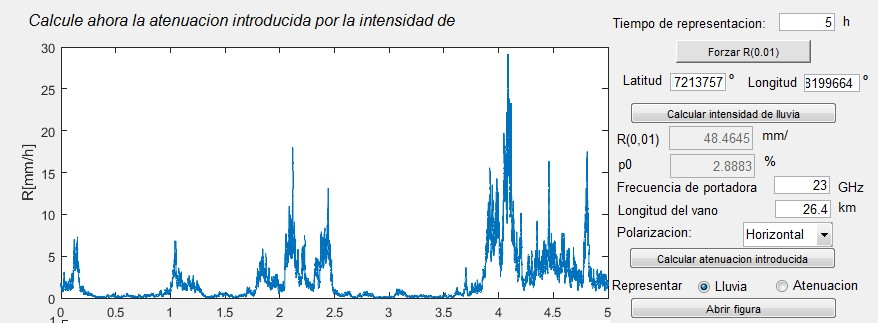 Calcule ahora la atenuacion introducida por la intensidad de
Tiempo de representacion: 5 h
Forzar R(0.01)
Latitud 7213757 º Longitud 8199664 º
Calcular intensidad de lluvia
R(0,01) 48.4645 mm/
p0 2.8883 %
Frecuencia de portadora 23 GHz
Longitud del vano 26.4 km
Polarizacion: Horizontal
Calcular atenuacion introducida
Representar Lluvia Atenuacion
Abrir figura
R[mm/h]
30
25
20
15
10
5
0
0 0.5 1 1.5 2 2.5 3 3.5 4 4.5 5
1.5